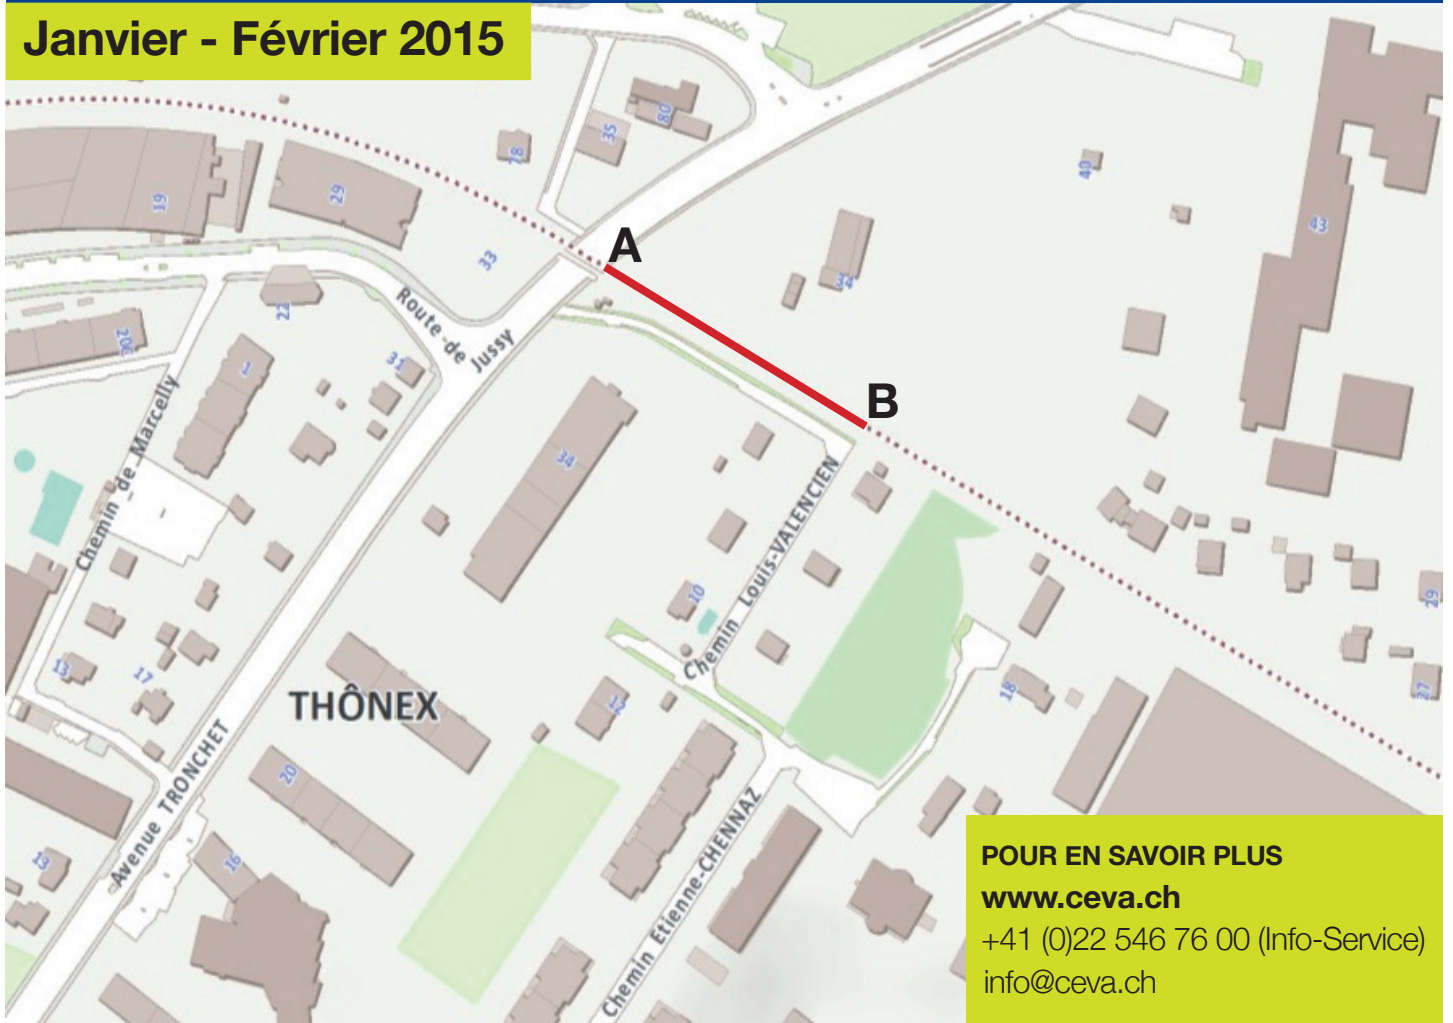 Janvier - Février 2015
80
35
18
40
19
29
43
33
A
34
22
Route-de
Jussy
20c
31
1
B
Chemin de Marcelly
34
Chemin Louis-VALENCIEN
10
29
13
17
18
27
THÔNEX
12
20
Avenue TRONCHET
13
16
Chemin Etienne-CHENNAZ
POUR EN SAVOIR PLUS
www.ceva.ch
+41 (0)22 546 76 00 (Info-Service)
info@ceva.ch